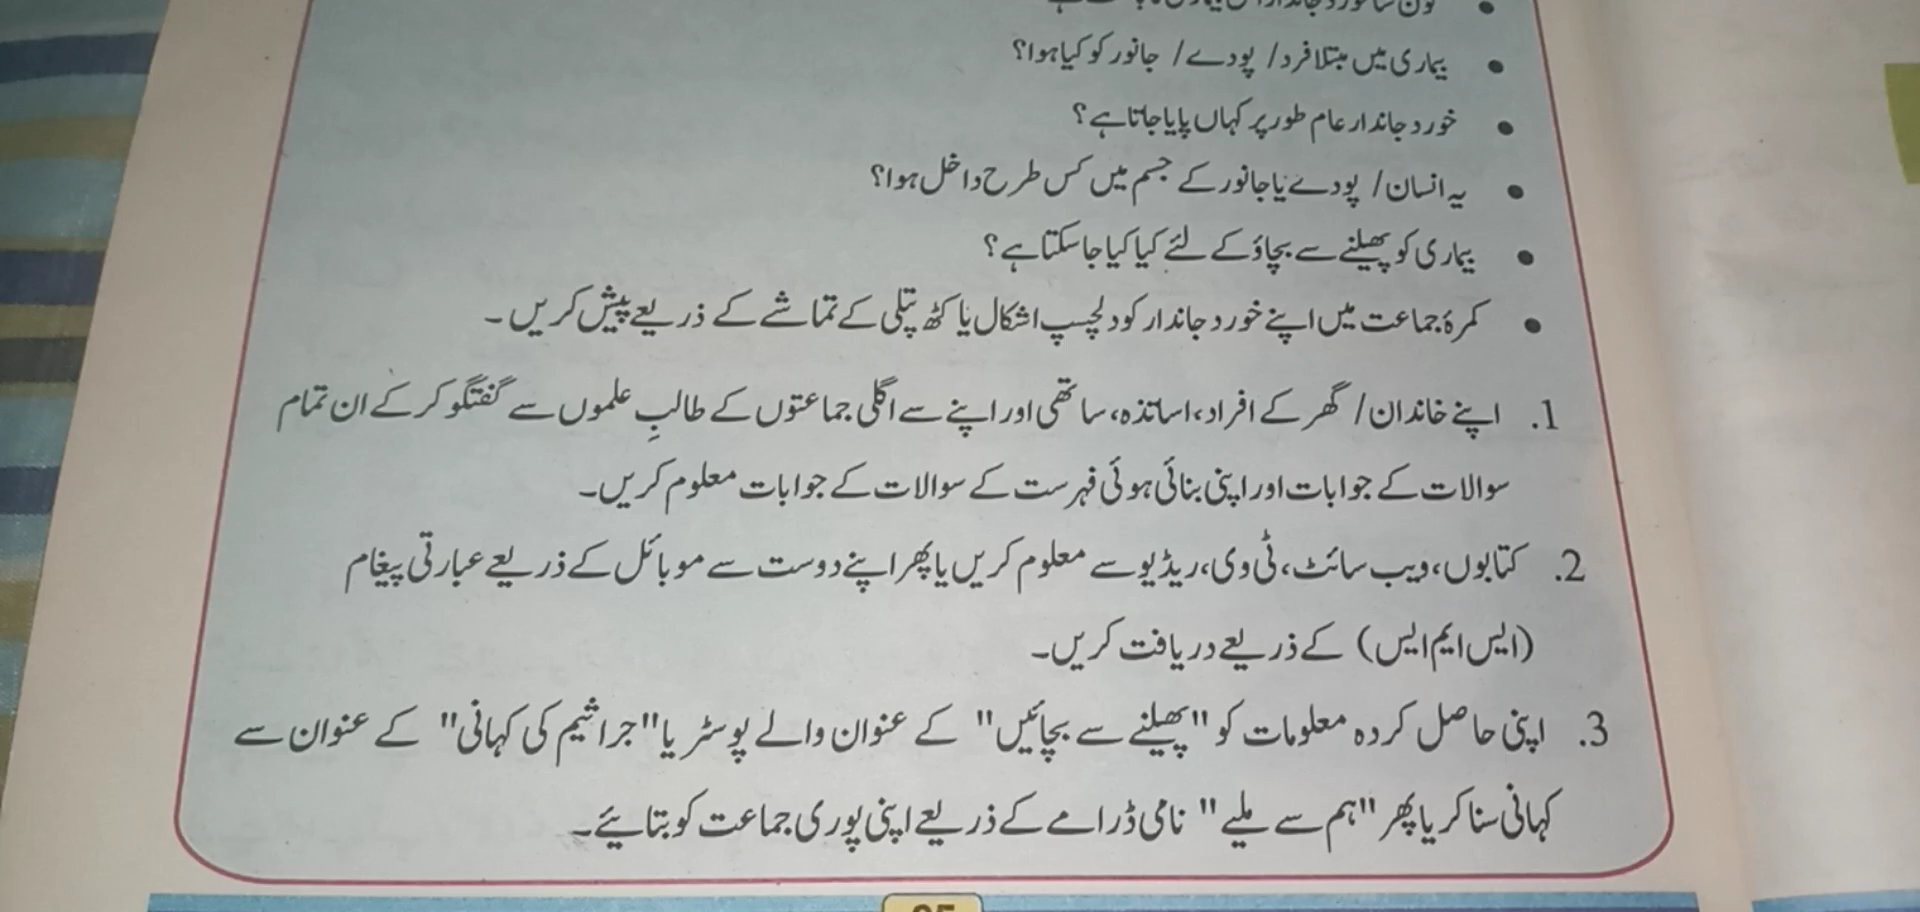 بیماری میں مبتلا فرد / پودے / جانور کو کیا ہوا؟
خورد جاندار عام طور پر کہاں پایا جاتا ہے؟
یہ انسان / پودے یا جانور کے جسم میں کس طرح داخل ہوا؟
بیماری کو پھیلنے سے بچاؤ کے لئے کیا کیا جا سکتا ہے؟
کمرۂ جماعت میں اپنے خورد جاندار کو دلچسپ اشکال یا کٹھ پتلی کے تماشے کے ذریعے پیش کریں۔
1. اپنے خاندان / گھر کے افراد، اساتذہ، ساتھی اور اپنے سے اگلی جماعتوں کے طالبِ علموں سے گفتگو کر کے ان تمام
سوالات کے جوابات اور اپنی بنائی ہوئی فہرست کے سوالات کے جوابات معلوم کریں۔
2. کتابوں، ویب سائٹ، ٹی وی، ریڈیو سے معلوم کریں یا پھر اپنے دوست سے موبائل کے ذریعے عبارتی پیغام
(ایس ایم ایس) کے ذریعے دریافت کریں۔
3. اپنی حاصل کردہ معلومات کو "پھیلنے سے بچائیں" کے عنوان والے پوسٹر یا "جراثیم کی کہانی" کے عنوان سے
کہانی سنا کر یا پھر "ہم سے ملیے" نامی ڈرامے کے ذریعے اپنی پوری جماعت کو بتایئے۔